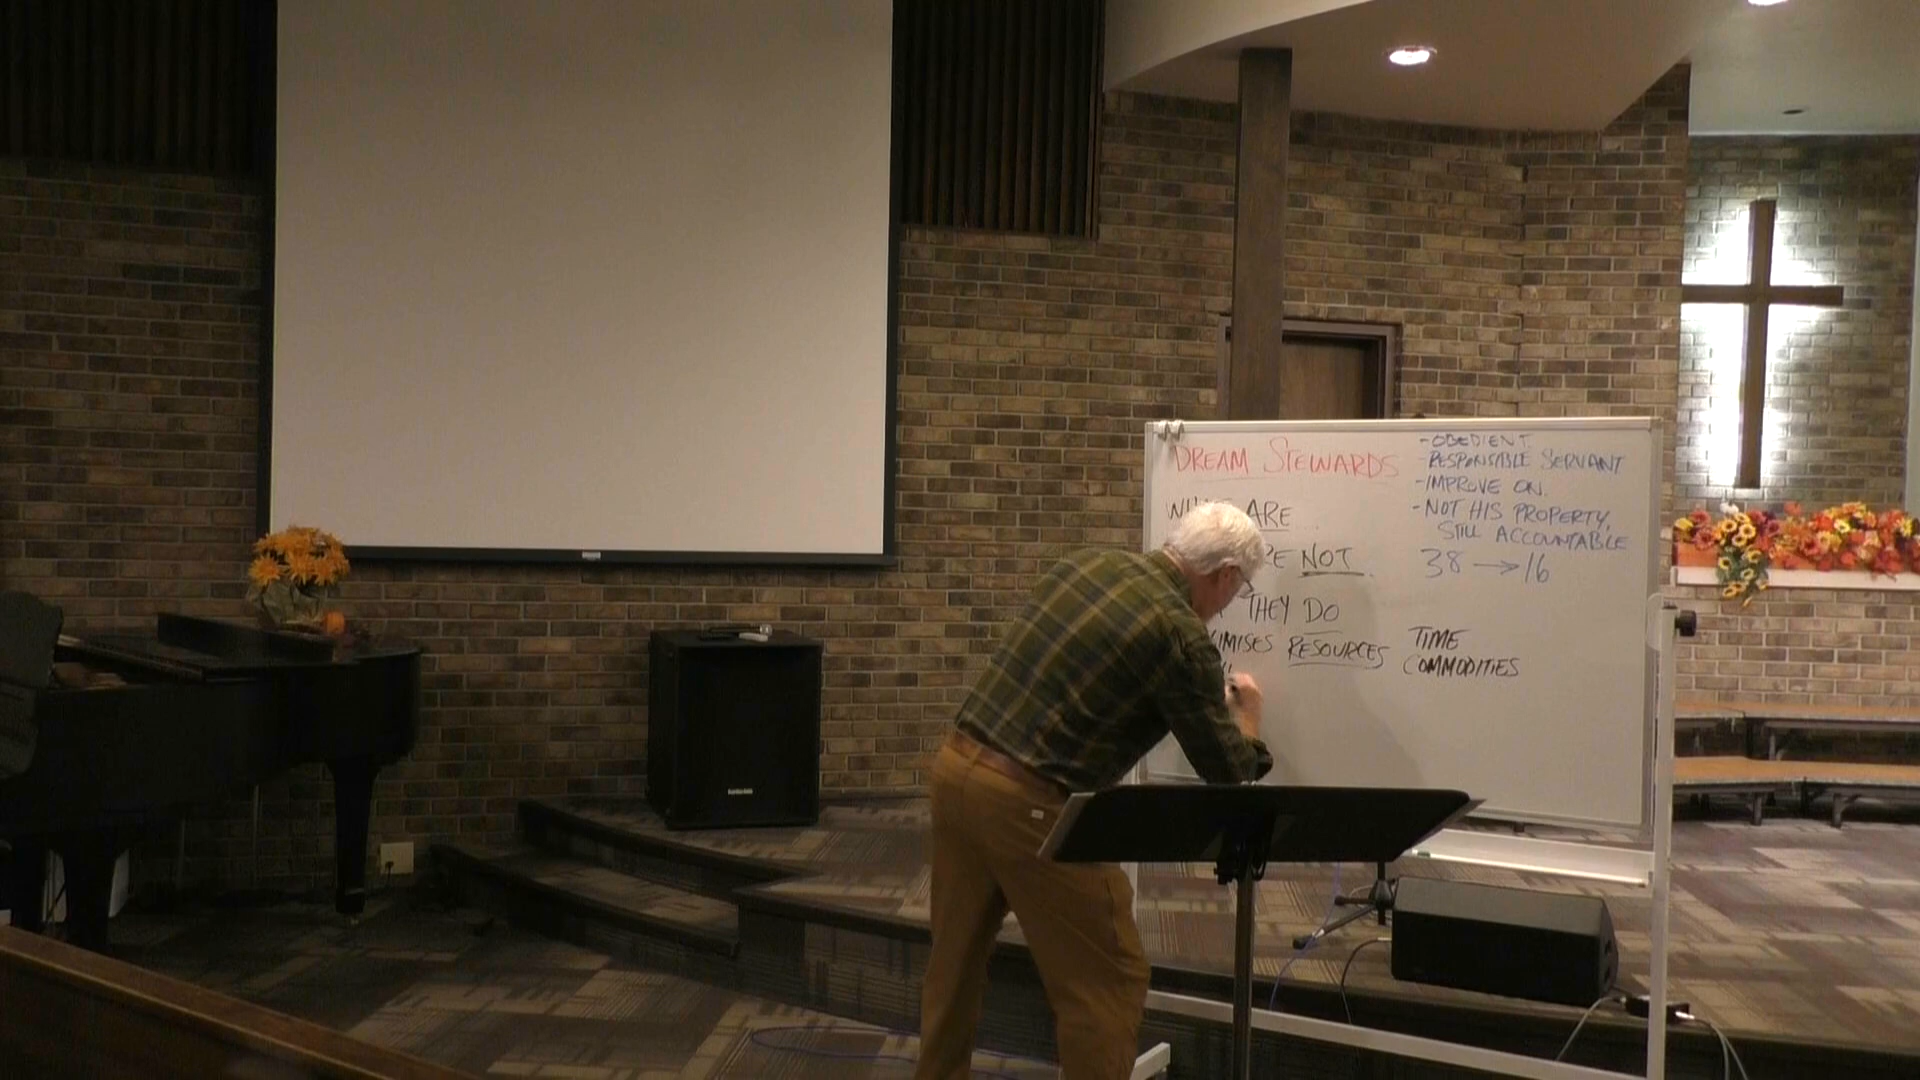 DREAM STEWARDS
ARE
NOT
THEY DO
RESOURCES
TIME
COMMODITIES
-OBEDIENT.
-RESPONSIBLE SERVANT
-IMPROVE ON.
-NOT HIS PROPERTY,
STILL ACCOUNTABLE
38 → 16